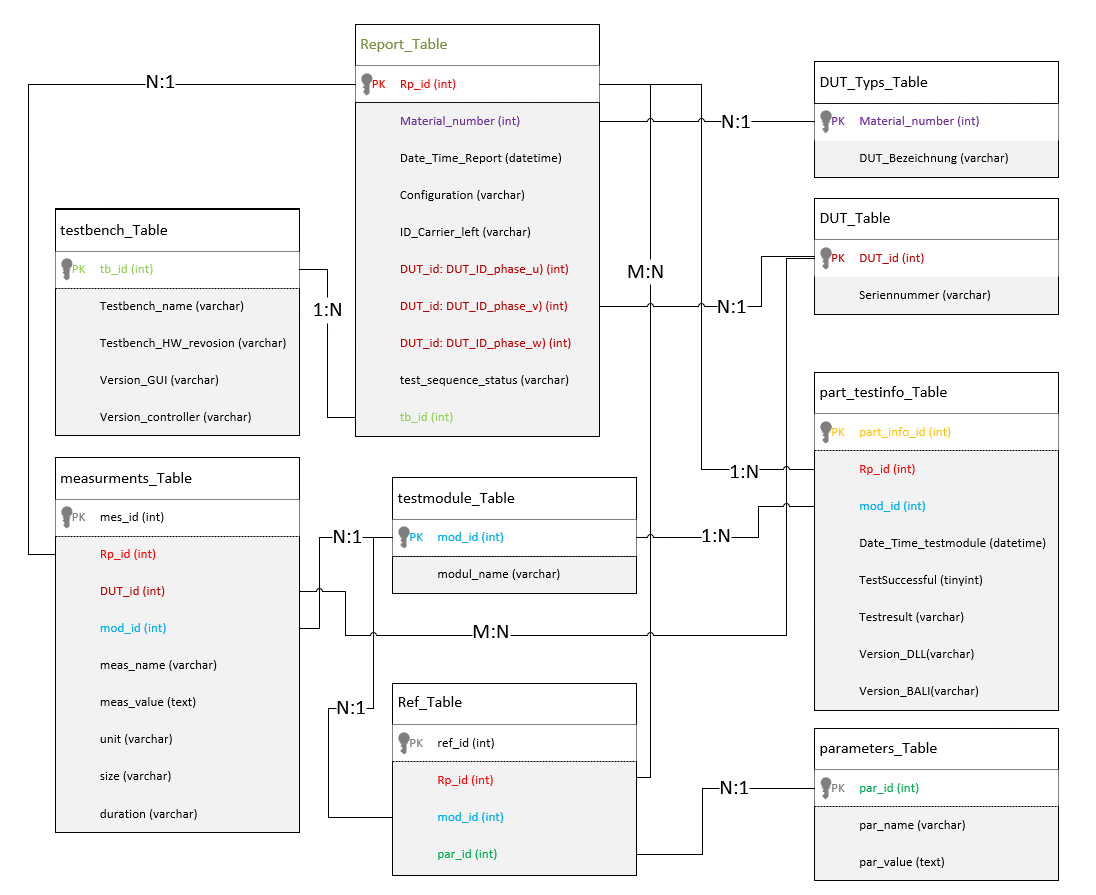 Report_Table
PK Rp_id (int)
Material_number (int)
Date_Time_Report (datetime)
Configuration (varchar)
ID_Carrier_left (varchar)
DUT_id: DUT_ID_phase_u) (int)
DUT_id: DUT_ID_phase_v) (int)
DUT_id: DUT_ID_phase_w) (int)
test_sequence_status (varchar)
tb_id (int)
N:1
testbench_Table
PK tb_id (int)
Testbench_name (varchar)
Testbench_HW_revosion (varchar)
Version_GUI (varchar)
Version_controller (varchar)
1:N
measurments_Table
PK mes_id (int)
Rp_id (int)
DUT_id (int)
mod_id (int)
meas_name (varchar)
meas_value (text)
unit (varchar)
size (varchar)
duration (varchar)
N:1
testmodule_Table
PK mod_id (int)
modul_name (varchar)
M:N
N:1
Ref_Table
PK ref_id (int)
Rp_id (int)
mod_id (int)
par_id (int)
M:N
N:1
DUT_Typs_Table
PK Material_number (int)
DUT_Bezeichnung (varchar)
N:1
DUT_Table
PK DUT_id (int)
Seriennummer (varchar)
1:N
1:N
part_testinfo_Table
PK part_info_id (int)
Rp_id (int)
mod_id (int)
Date_Time_testmodule (datetime)
TestSuccessful (tinyint)
Testresult (varchar)
Version_DLL(varchar)
Version_BALI(varchar)
N:1
parameters_Table
PK par_id (int)
par_name (varchar)
par_value (text)